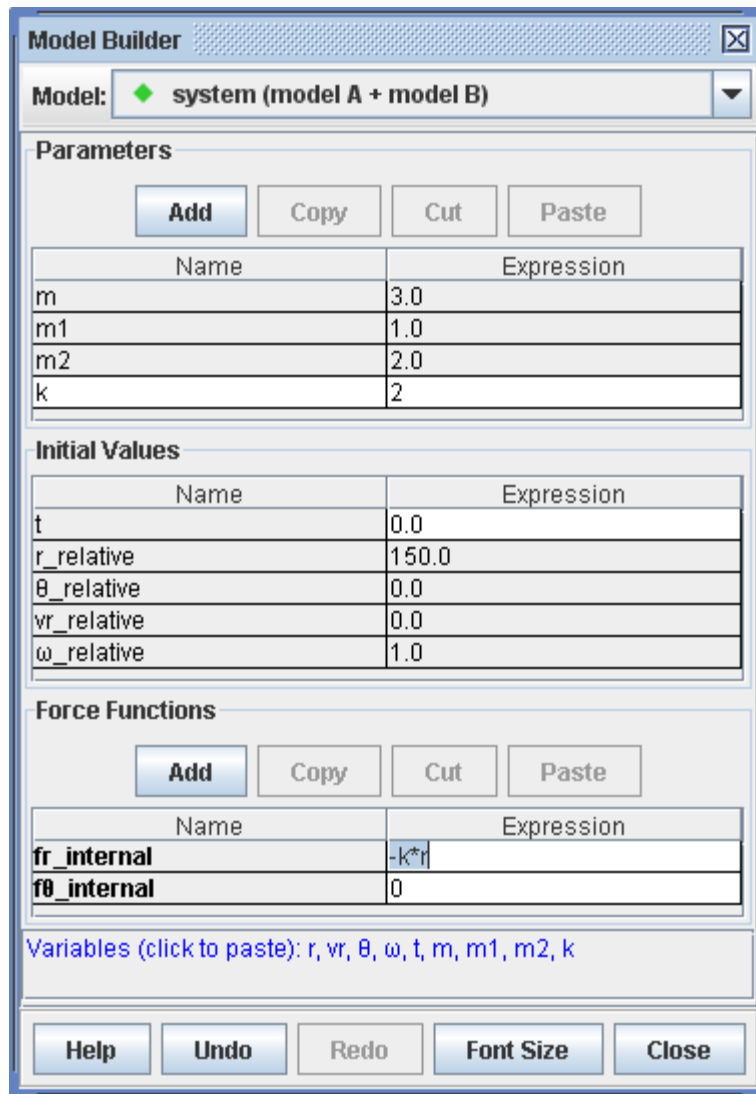 Model Builder
Model: system (model A + model B)
Parameters
Add Copy Cut Paste
Name Expression
m 3.0
m1 1.0
m2 2.0
k 2
Initial Values
Name Expression
t 0.0
r_relative 150.0
θ_relative 0.0
vr_relative 0.0
ω_relative 1.0
Force Functions
Add Copy Cut Paste
Name Expression
fr_internal -k*r
fθ_internal 0
Variables (click to paste): r, vr, θ, ω, t, m, m1, m2, k
Help Undo Redo Font Size Close